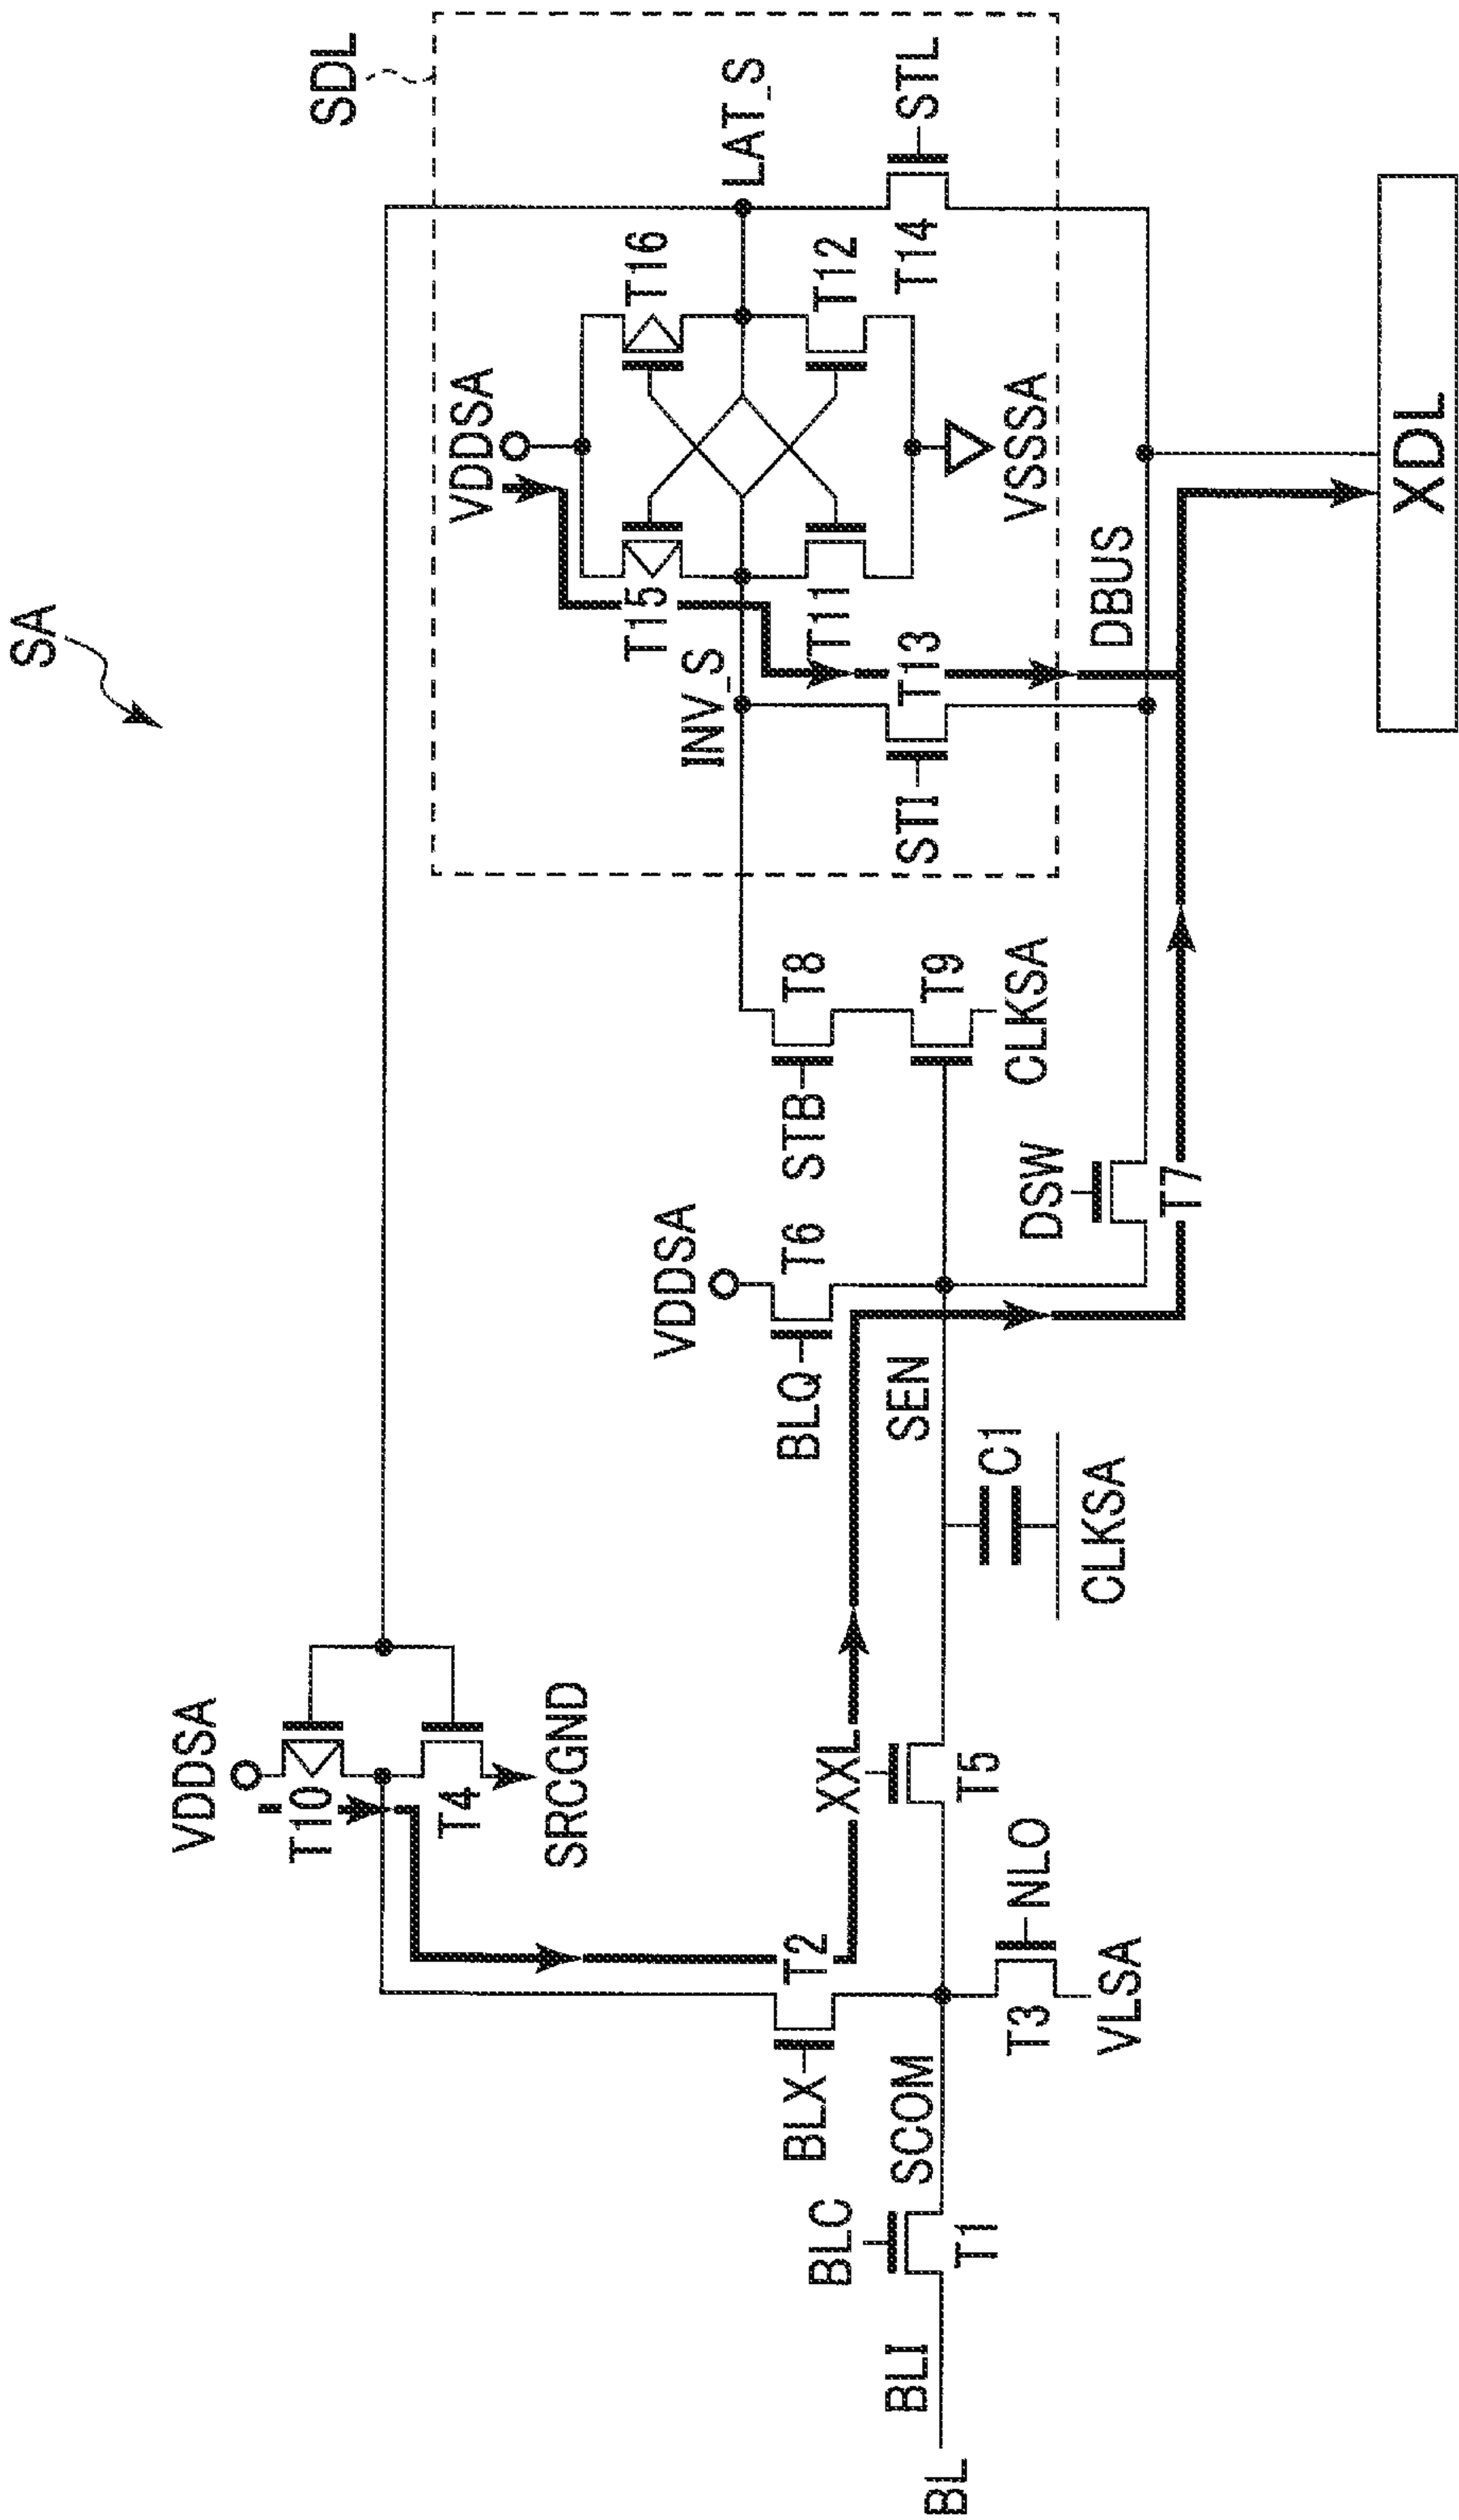 SA
SDL
VDDSA
T10
T4
SRCGND
VDDSA
T15
T16
LAT_S
INV_S
T11
T12
VSSSA
STI
T13
T14
STL
DBUS
XDL
VDDSA
BLQ
T6
STB
T8
T9
CLKSA
DSW
T7
SEN
C1
CLKSA
XXL
T5
BLX
T2
SCOM
T3
NLO
VLSA
BLC
T1
BLI
BL